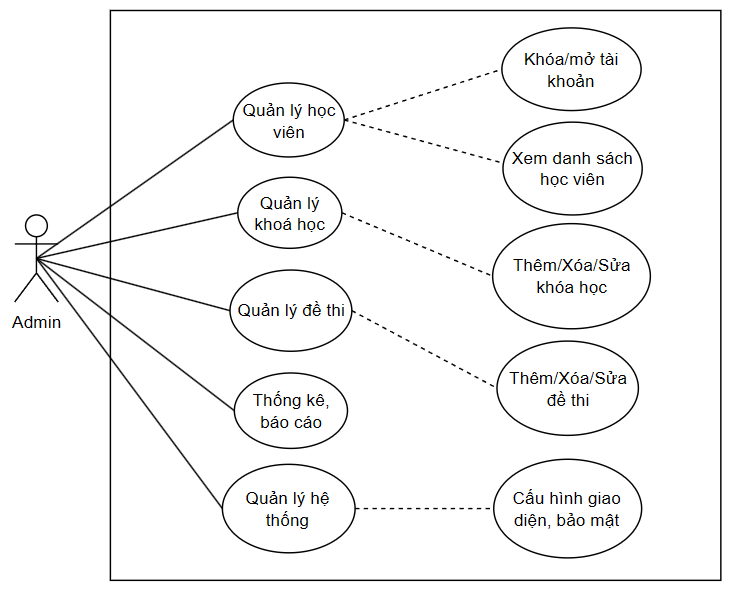 Admin
Quản lý học
viên
Quản lý
khoá học
Quản lý đề thi
Thống kê,
báo cáo
Quản lý hệ
thống
Khóa/mở tài
khoản
Xem danh sách
học viên
Thêm/Xóa/Sửa
khóa học
Thêm/Xóa/Sửa
đề thi
Cấu hình giao
diện, bảo mật